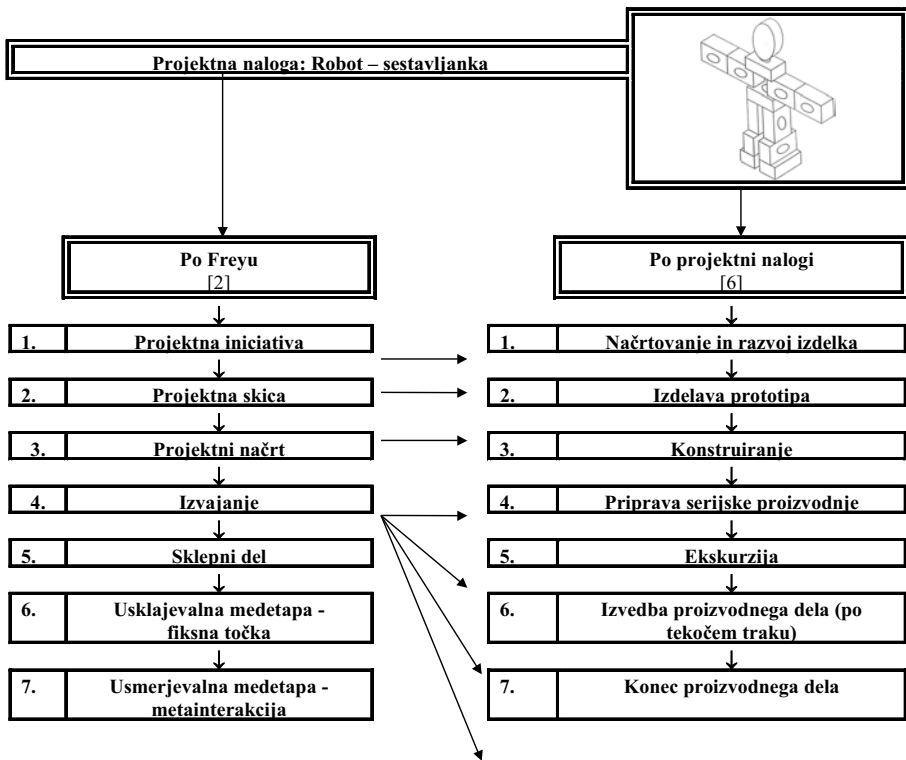 Projektna naloga: Robot – sestavljanka
Po Freyu
[2]
1. Projektna iniciativa
2. Projektna skica
3. Projektni načrt
4. Izvajanje
5. Sklepni del
6. Usklajevalna medetapa -
fiksna točka
7. Usmerjevalna medetapa -
metainterakcija
Po projektni nalogi
[6]
1. Načrtovanje in razvoj izdelka
2. Izdelava prototipa
3. Konstruiranje
4. Priprava serijske proizvodnje
5. Ekskurzija
6. Izvedba proizvodnega dela (po
tekočem traku)
7. Konec proizvodnega dela